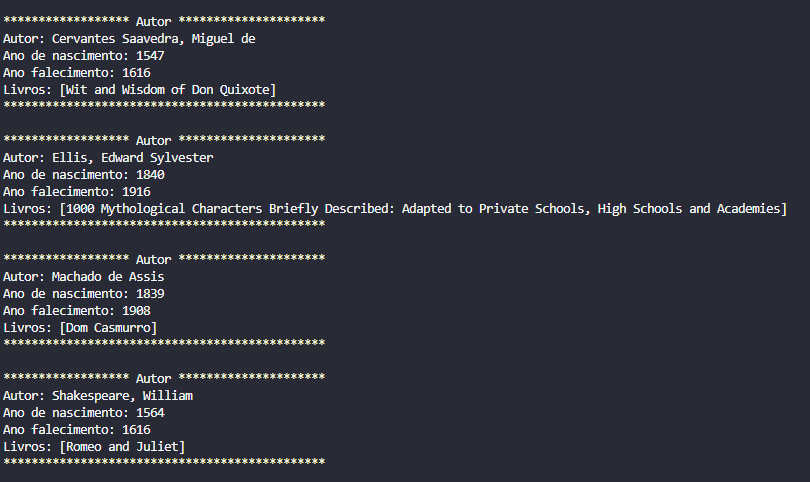 ****************** Autor *********************
Autor: Cervantes Saavedra, Miguel de
Ano de nascimento: 1547
Ano falecimento: 1616
Livros: [Wit and Wisdom of Don Quixote]
**********************************************
****************** Autor *********************
Autor: Ellis, Edward Sylvester
Ano de nascimento: 1840
Ano falecimento: 1916
Livros: [1000 Mythological Characters Briefly Described: Adapted to Private Schools, High Schools and Academies]
**********************************************
****************** Autor *********************
Autor: Machado de Assis
Ano de nascimento: 1839
Ano falecimento: 1908
Livros: [Dom Casmurro]
**********************************************
****************** Autor *********************
Autor: Shakespeare, William
Ano de nascimento: 1564
Ano falecimento: 1616
Livros: [Romeo and Juliet]
**********************************************